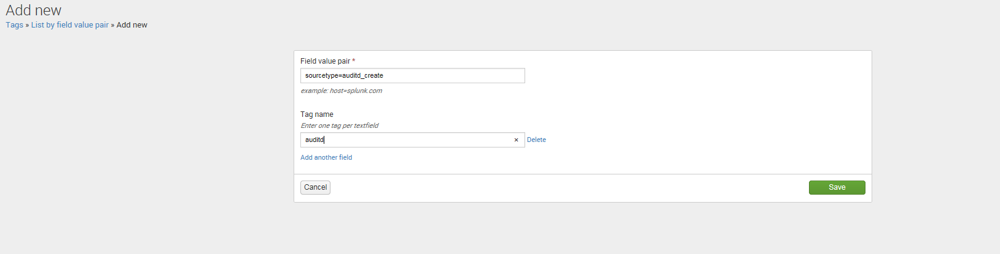 Add new
Tags » List by field value pair » Add new
Field value pair *
sourcetype=auditd_create
example: host=splunk.com
Tag name
Enter one tag per textfield
auditd × Delete
Add another field
Cancel Save